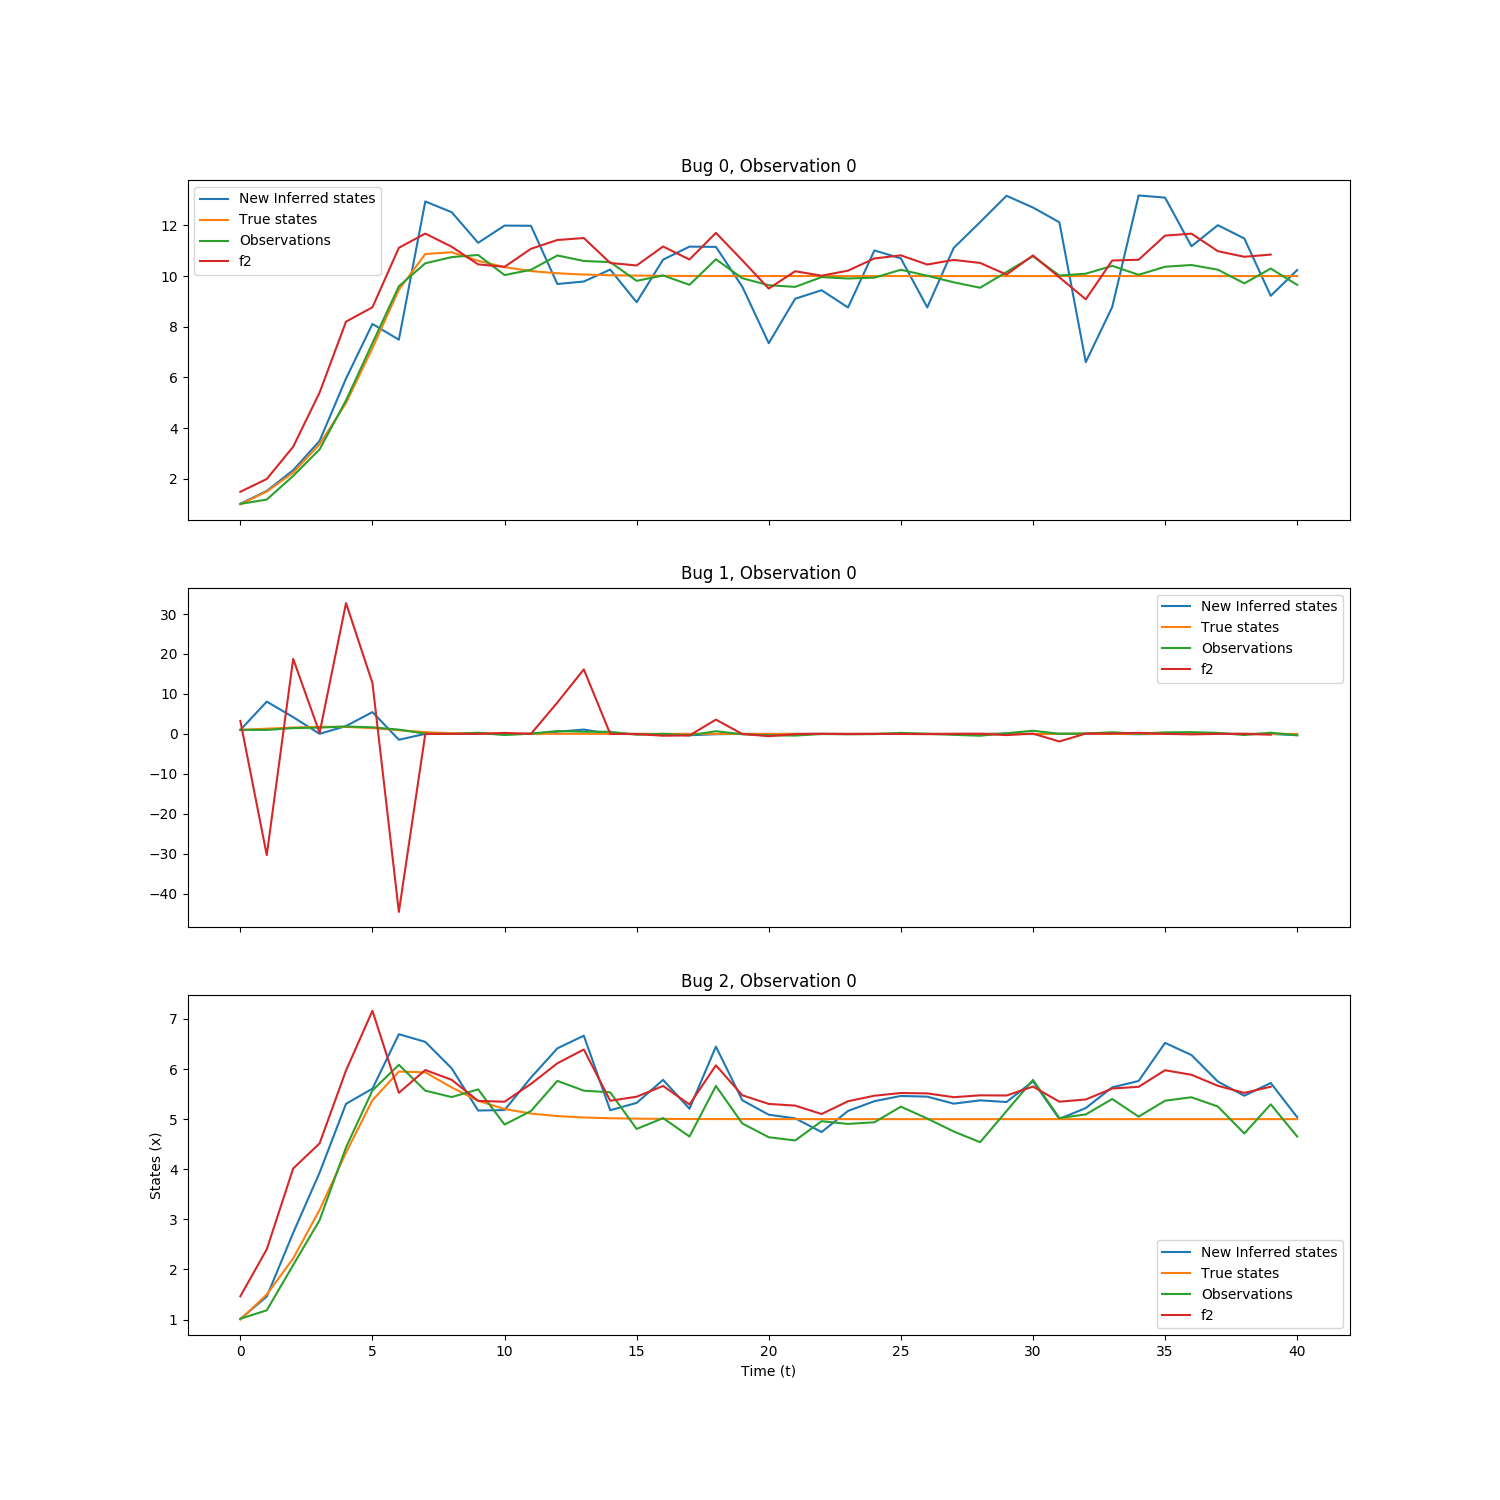 Bug 0, Observation 0
New Inferred states
True states
Observations
f2
12
10
8
6
4
2
Bug 1, Observation 0
New Inferred states
True states
Observations
f2
30
20
10
0
−10
−20
−30
−40
Bug 2, Observation 0
7
6
5
4
3
2
1
States (x)
New Inferred states
True states
Observations
f2
0 5 10 15 20 25 30 35 40
Time (t)